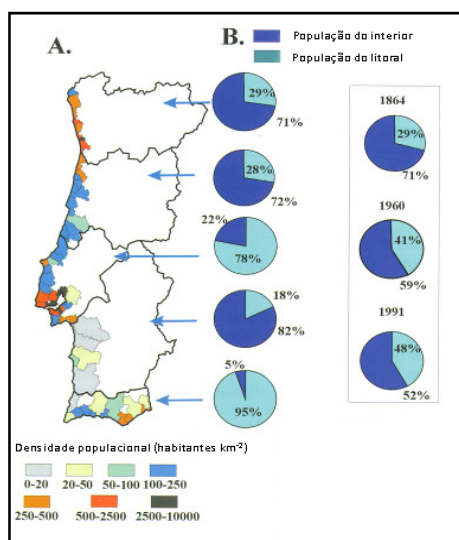 A.
B.
População do interior
População do litoral
29%
71%
28%
72%
22%
78%
18%
82%
5%
95%
1864
29%
71%
1960
41%
59%
1991
48%
52%
Densidade populacional (habitantes km-2)
0-20 20-50 50-100 100-250
250-500 500-2500 2500-10000